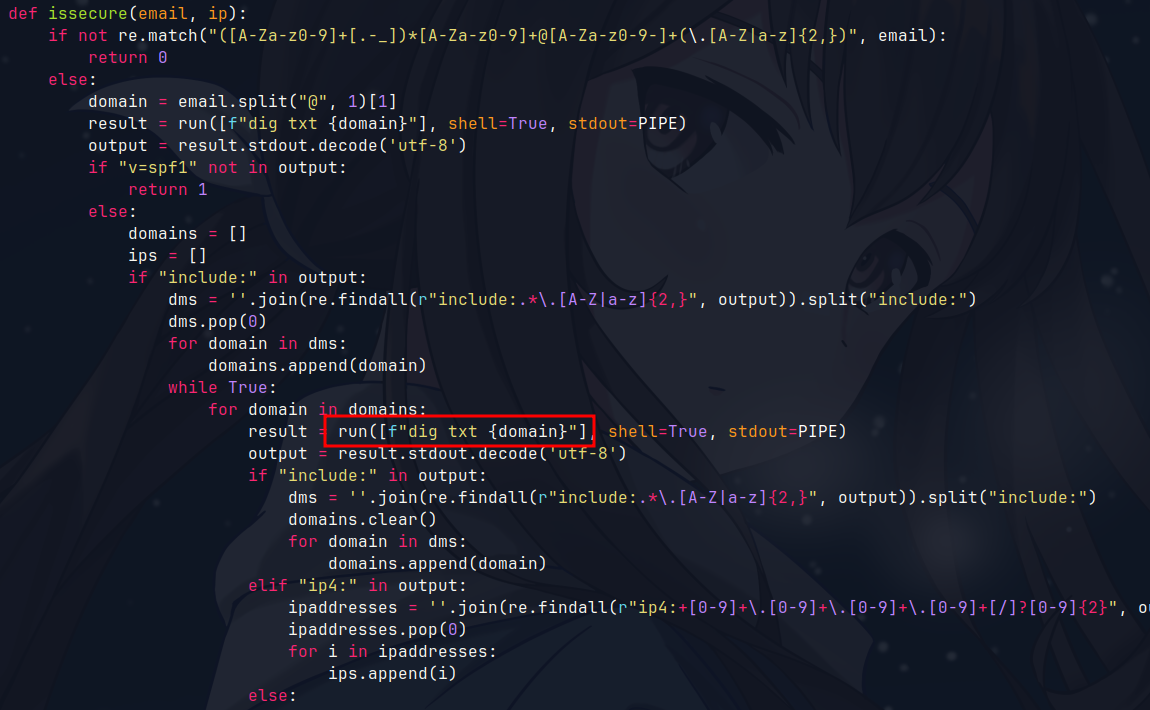 def issecure(email, ip):
    if not re.match("([A-Za-z0-9]+[.-_])*[A-Za-z0-9]+@[A-Za-z0-9-]+(\.[A-Z|a-z]{2,})", email):
        return 0
    else:
        domain = email.split("@", 1)[1]
        result = run([f"dig txt {domain}"], shell=True, stdout=PIPE)
        output = result.stdout.decode('utf-8')
        if "v=spf1" not in output:
            return 1
        else:
            domains = []
            ips = []
            if "include:" in output:
                dms = ''.join(re.findall(r"include:.*\.[A-Z|a-z]{2,}", output)).split("include:")
                dms.pop(0)
                for domain in dms:
                    domains.append(domain)
                while True:
                    for domain in domains:
                        result = run([f"dig txt {domain}"], shell=True, stdout=PIPE)
                        output = result.stdout.decode('utf-8')
                        if "include:" in output:
                            dms = ''.join(re.findall(r"include:.*\.[A-Z|a-z]{2,}", output)).split("include:")
                            domains.clear()
                            for domain in dms:
                                domains.append(domain)
                        elif "ip4:" in output:
                            ipaddresses = ''.join(re.findall(r"ip4:+[0-9]+\.[0-9]+\.[0-9]+\.[0-9]+[/]?[0-9]{2}", ou
                            ipaddresses.pop(0)
                            for i in ipaddresses:
                                ips.append(i)
                        else: